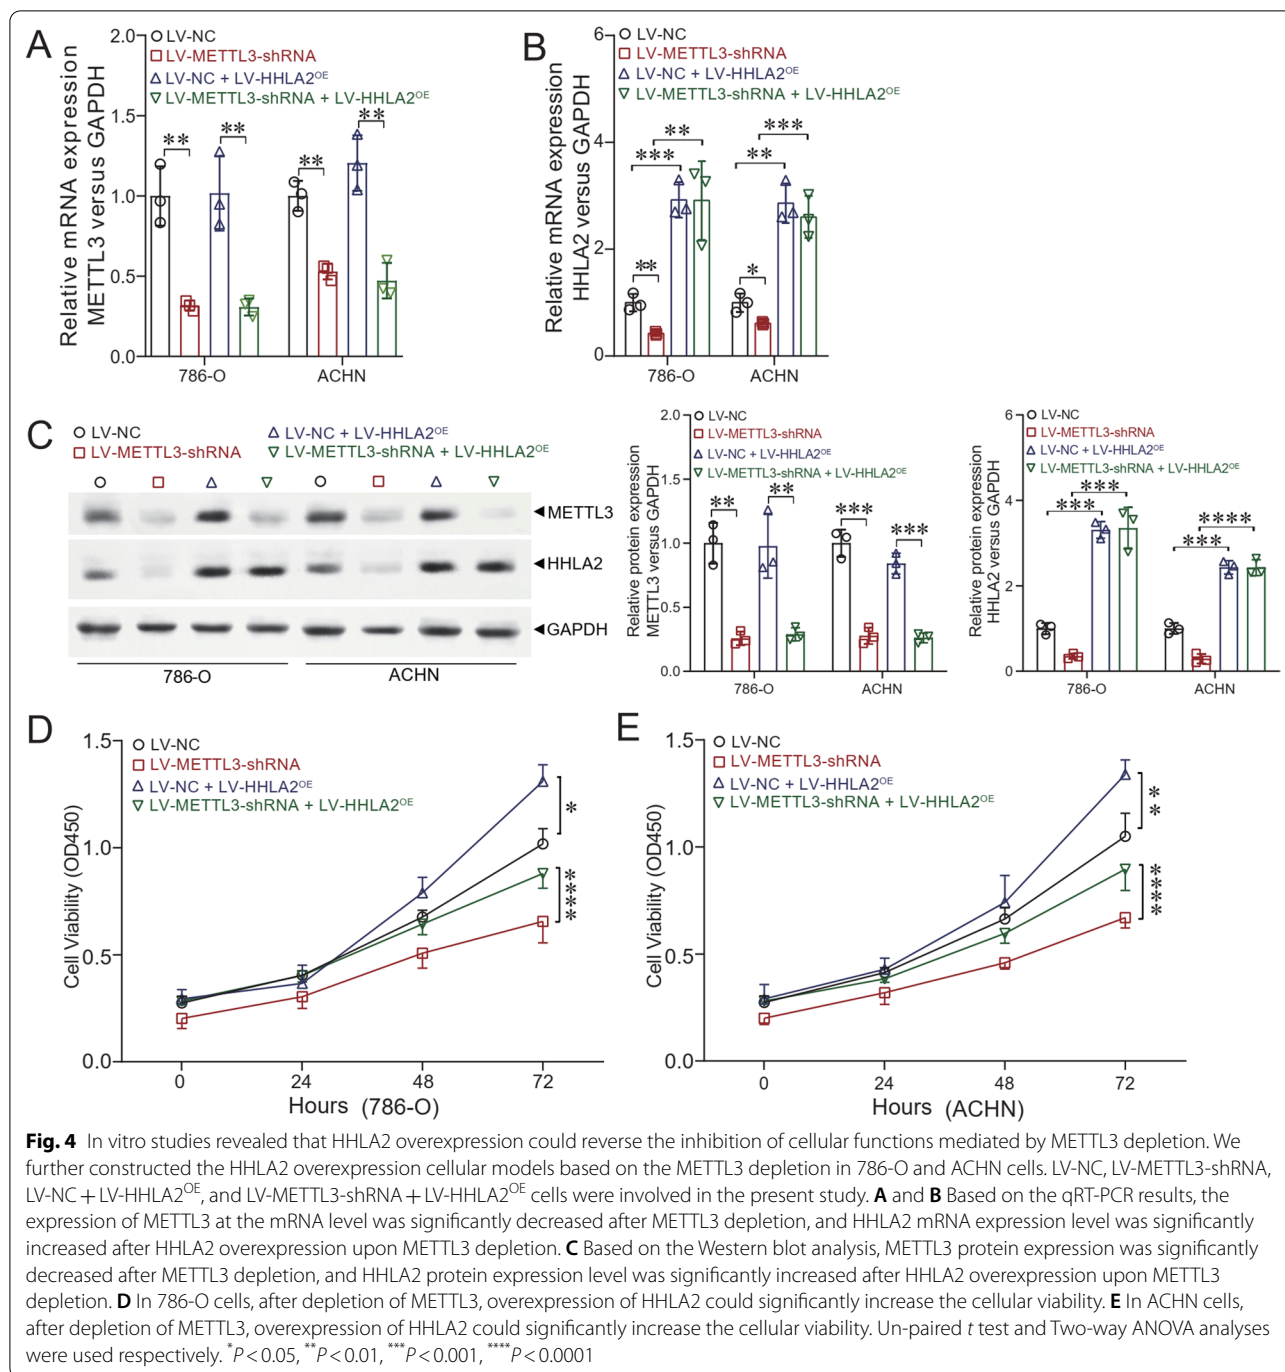 A
2.0
1.5
1.0
0.5
0.0
Relative mRNA expression
METTL3 versus GAPDH
LV-NC
LV-METTL3-shRNA
LV-NC + LV-HHLA2OE
LV-METTL3-shRNA + LV-HHLA2OE
** ** ** **
786-O ACHN
B
6
4
2
0
Relative mRNA expression
HHLA2 versus GAPDH
LV-NC
LV-METTL3-shRNA
LV-NC + LV-HHLA2OE
LV-METTL3-shRNA + LV-HHLA2OE
** ***
*** **
** *
786-O ACHN
C
LV-NC LV-NC + LV-HHLA2OE
LV-METTL3-shRNA LV-METTL3-shRNA + LV-HHLA2OE
METTL3
HHLA2
GAPDH
786-O ACHN
2.0
1.5
1.0
0.5
0.0
Relative protein expression
METTL3 versus GAPDH
LV-NC
LV-METTL3-shRNA
LV-NC + LV-HHLA2OE
LV-METTL3-shRNA + LV-HHLA2OE
** ** *** ***
786-O ACHN
6
4
2
0
Relative protein expression
HHLA2 versus GAPDH
LV-NC
LV-METTL3-shRNA
LV-NC + LV-HHLA2OE
LV-METTL3-shRNA + LV-HHLA2OE
*** ****
*** ***
786-O ACHN
D
1.5
1.0
0.5
0.0
Cell Viability (OD450)
LV-NC
LV-METTL3-shRNA
LV-NC + LV-HHLA2OE
LV-METTL3-shRNA + LV-HHLA2OE
*
****
0 24 48 72
Hours (786-O)
E
1.5
1.0
0.5
0.0
Cell Viability (OD450)
LV-NC
LV-METTL3-shRNA
LV-NC + LV-HHLA2OE
LV-METTL3-shRNA + LV-HHLA2OE
**
****
0 24 48 72
Hours (ACHN)
Fig. 4 In vitro studies revealed that HHLA2 overexpression could reverse the inhibition of cellular functions mediated by METTL3 depletion. We
further constructed the HHLA2 overexpression cellular models based on the METTL3 depletion in 786-O and ACHN cells. LV-NC, LV-METTL3-shRNA,
LV-NC + LV-HHLA2OE, and LV-METTL3-shRNA + LV-HHLA2OE cells were involved in the present study. A and B Based on the qRT-PCR results, the
expression of METTL3 at the mRNA level was significantly decreased after METTL3 depletion, and HHLA2 mRNA expression level was significantly
increased after HHLA2 overexpression upon METTL3 depletion. C Based on the Western blot analysis, METTL3 protein expression was significantly
decreased after METTL3 depletion, and HHLA2 protein expression level was significantly increased after HHLA2 overexpression upon METTL3
depletion. D In 786-O cells, after depletion of METTL3, overexpression of HHLA2 could significantly increase the cellular viability. E In ACHN cells,
after depletion of METTL3, overexpression of HHLA2 could significantly increase the cellular viability. Un-paired t test and Two-way ANOVA analyses
were used respectively. *P < 0.05, **P < 0.01, ***P < 0.001, ****P < 0.0001